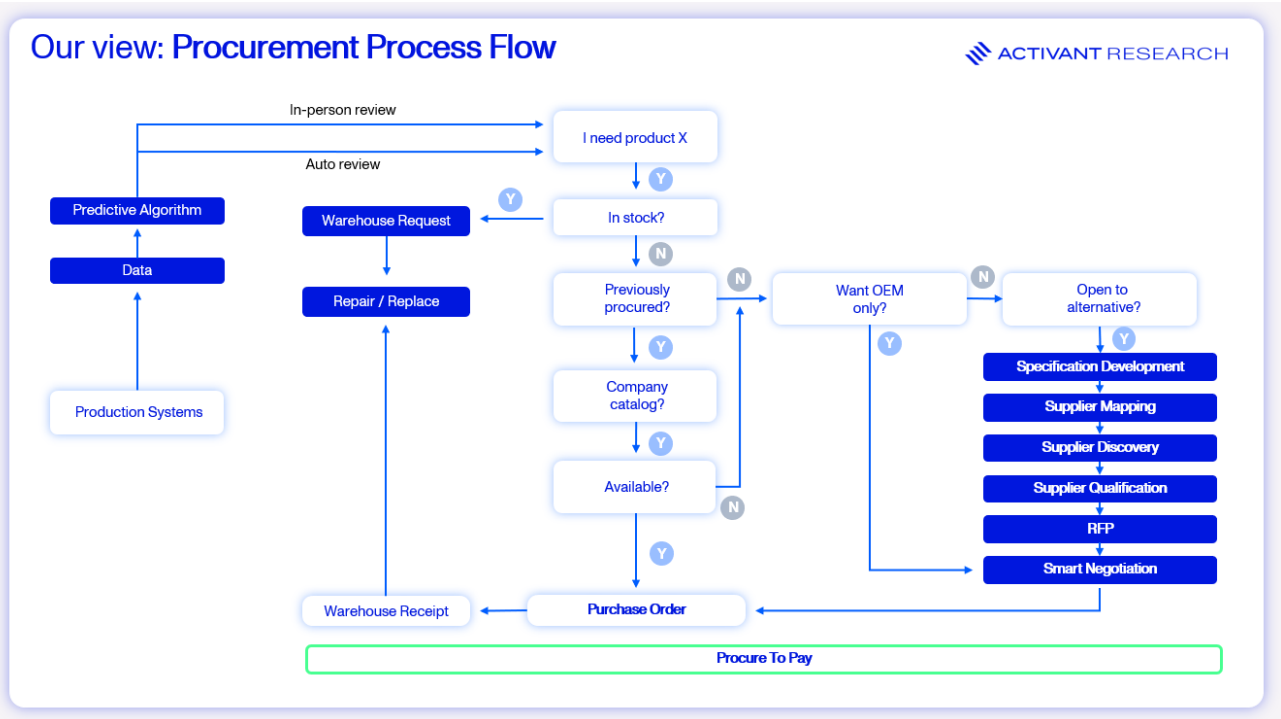 Our view: Procurement Process Flow
ACTIVANT RESEARCH
In-person review
I need product X
Auto review
Y
Y
Predictive Algorithm
Warehouse Request
In stock?
N
Data
N
N
Repair / Replace
Previously
procured?
Want OEM
only?
Open to
alternative?
Y
Y
Y
Specification Development
Production Systems
Company
catalog?
Supplier Mapping
Y
Supplier Discovery
Available?
N
Supplier Qualification
RFP
Y
Smart Negotiation
Warehouse Receipt
Purchase Order
Procure To Pay